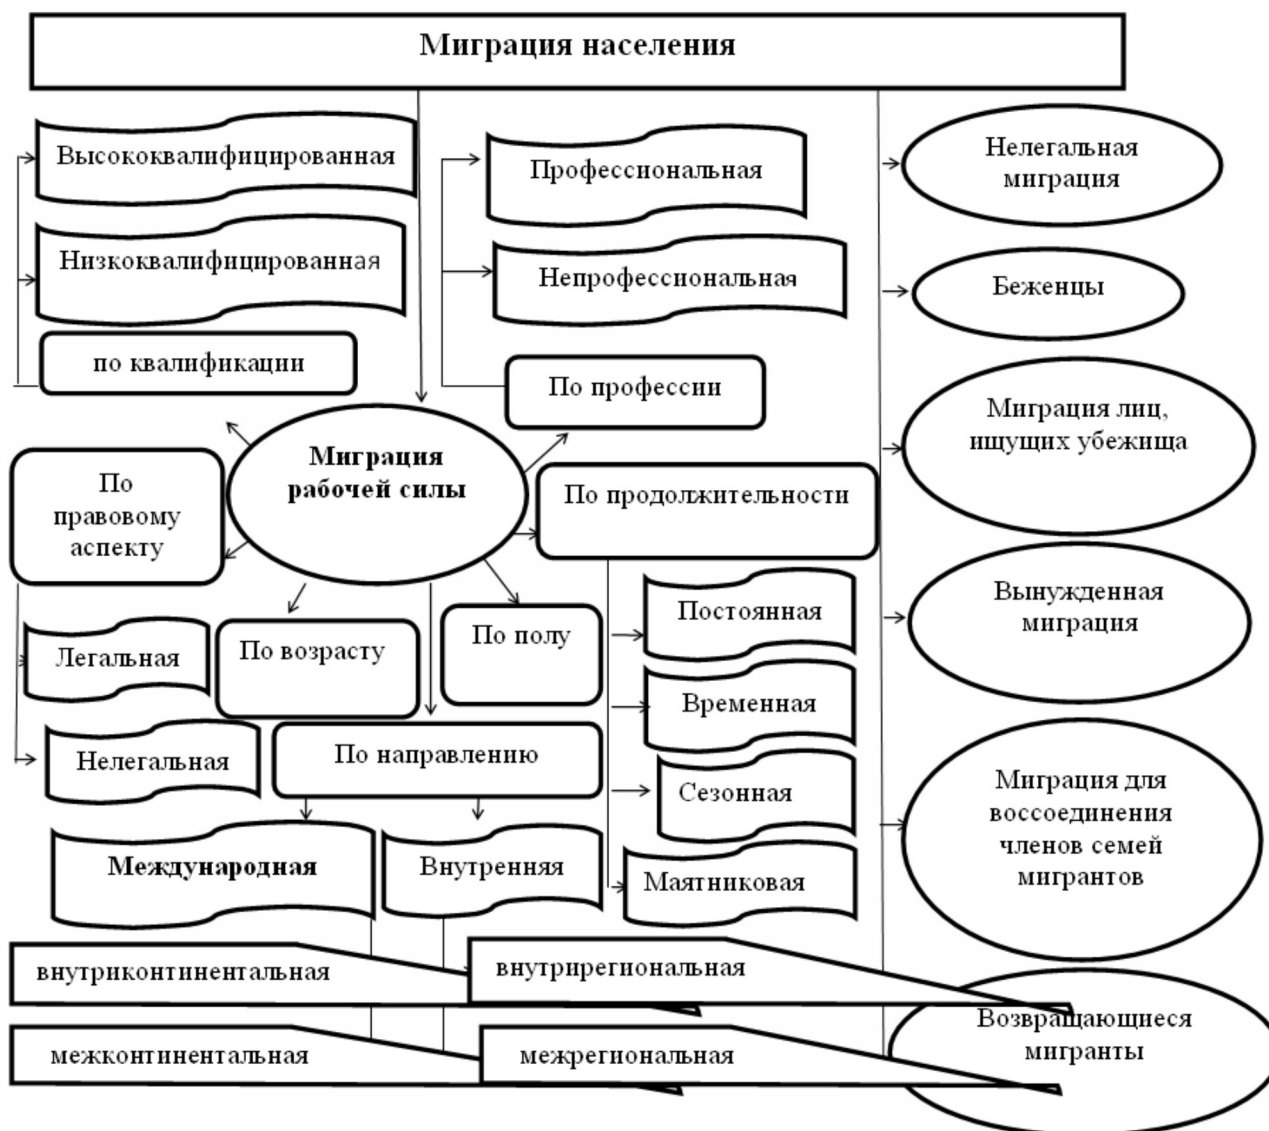 Миграция населения
Высококвалифицированная
Низкоквалифицированная
по квалификации
Профессиональная
Непрофессиональная
По профессии
Миграция
рабочей силы
По
правовому
аспекту
Легальная
Нелегальная
По возрасту
По полу
По продолжительности
Постоянная
Временная
Сезонная
Маятниковая
По направлению
Международная
Внутренняя
внутриконтинентальная
внутрирегиональная
межконтинентальная
межрегиональная
Нелегальная
миграция
Беженцы
Миграция лиц,
ищущих убежища
Вынужденная
миграция
Миграция для
воссоединения
членов семей
мигрантов
Возвращающиеся
мигранты